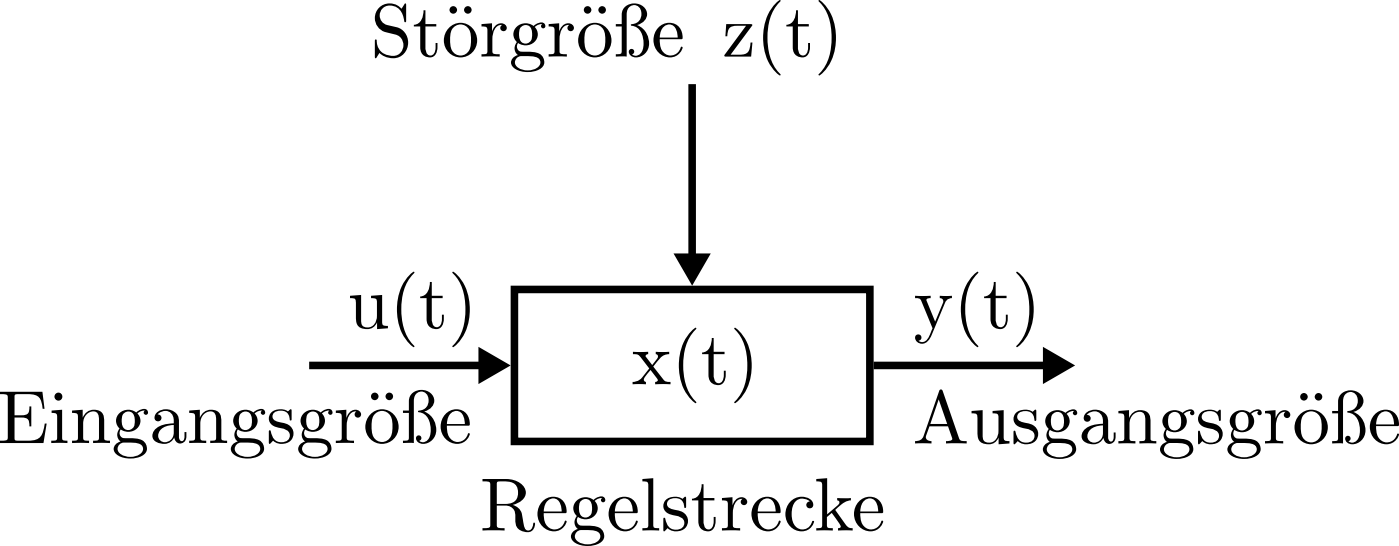 Störgröße z(t)
u(t)
x(t)
y(t)
Eingangsgröße
Ausgangsgröße
Regelstrecke